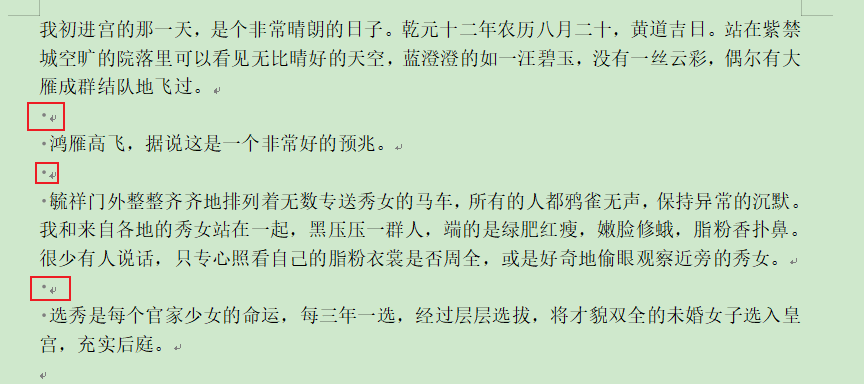 我初进宫的那一天，是个非常晴朗的日子。乾元十二年农历八月二十，黄道吉日。站在紫禁
城空旷的院落里可以看见无比晴好的天空，蓝澄澄的如一汪碧玉，没有一丝云彩，偶尔有大
雁成群结队地飞过。
鸿雁高飞，据说这是一个非常好的预兆。
毓祥门外整整齐齐地排列着无数专送秀女的马车，所有的人都鸦雀无声，保持异常的沉默。
我和来自各地的秀女站在一起，黑压压一群人，端的是绿肥红瘦，嫩脸修蛾，脂粉香扑鼻。
很少有人说话，只专心照看自己的脂粉衣裳是否周全，或是好奇地偷眼观察近旁的秀女。
选秀是每个官家少女的命运，每三年一选，经过层层选拔，将才貌双全的未婚女子选入皇
宫，充实后庭。